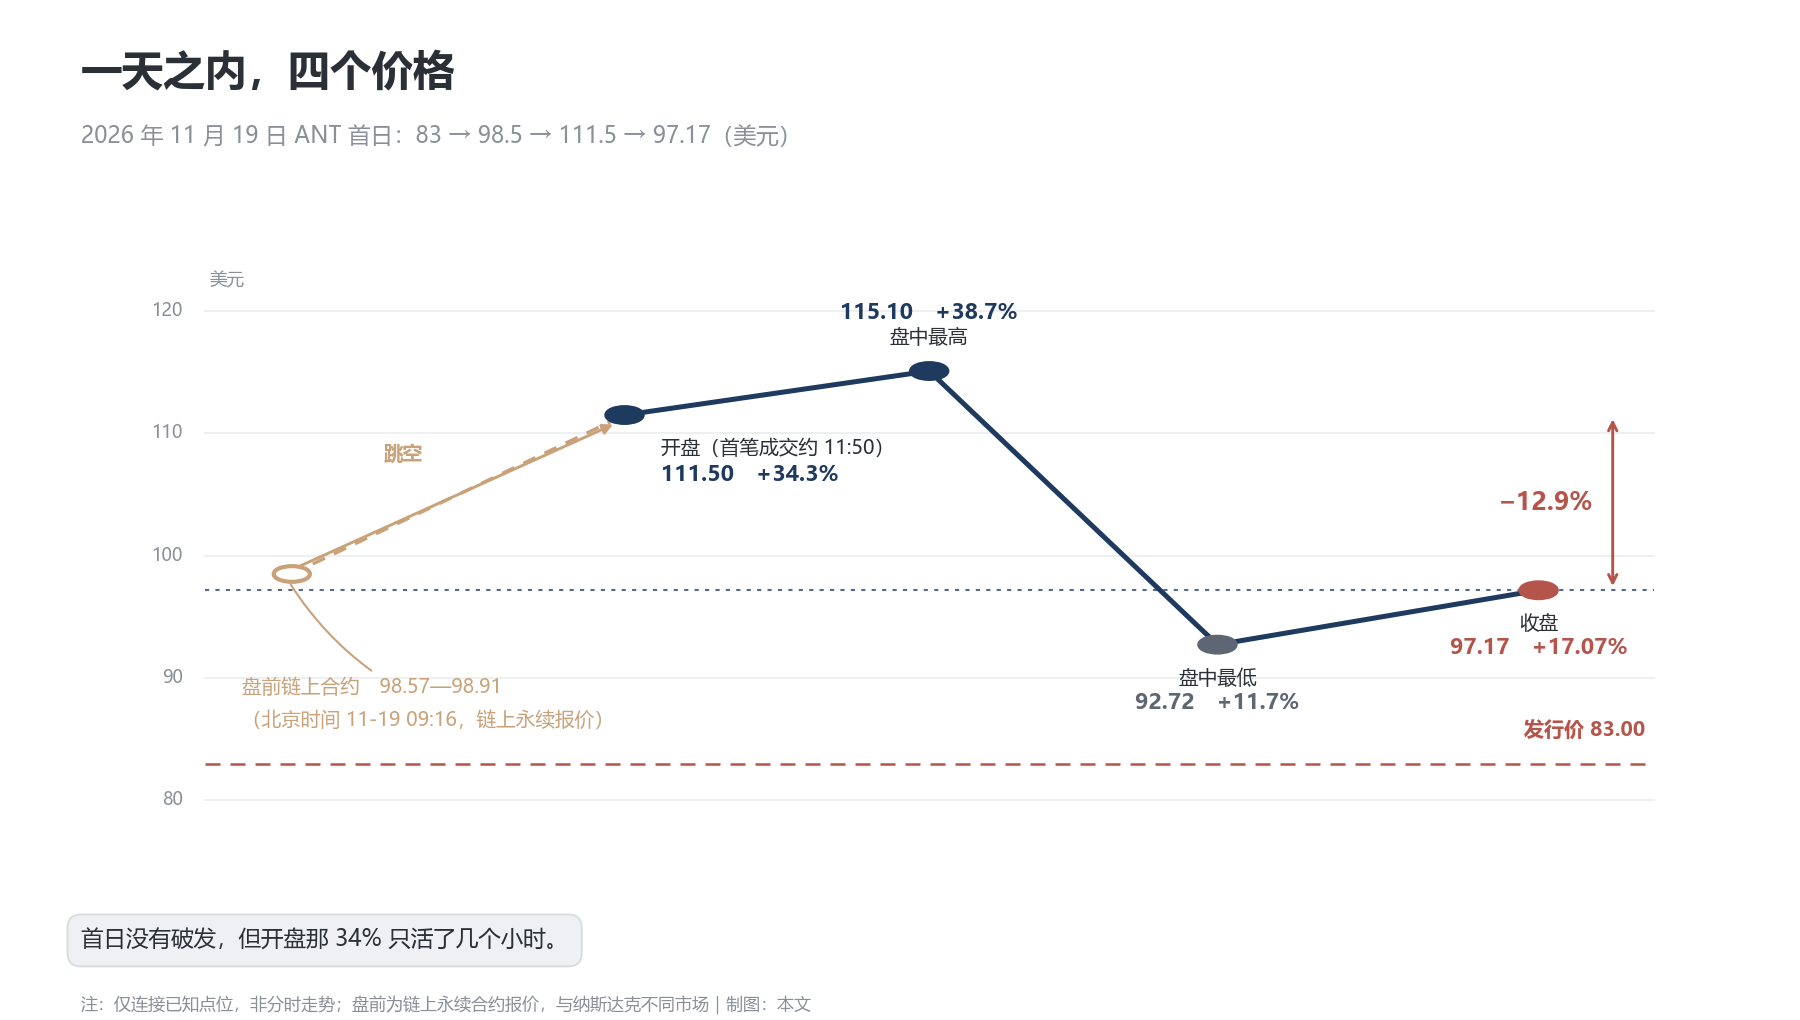 一天之内，四个价格
2026 年 11 月 19 日 ANT 首日：83 → 98.5 → 111.5 → 97.17（美元）
美元
120
115.10 +38.7%
盘中最高
110
跳空
开盘（首笔成交约 11:50）
111.50 +34.3%
−12.9%
100
收盘
97.17 +17.07%
90
盘前链上合约 98.57—98.91
（北京时间 11-19 09:16，链上永续报价）
盘中最低
92.72 +11.7%
发行价 83.00
80
首日没有破发，但开盘那 34% 只活了几个小时。
注：仅连接已知点位，非分时走势；盘前为链上永续合约报价，与纳斯达克不同市场 | 制图：本文